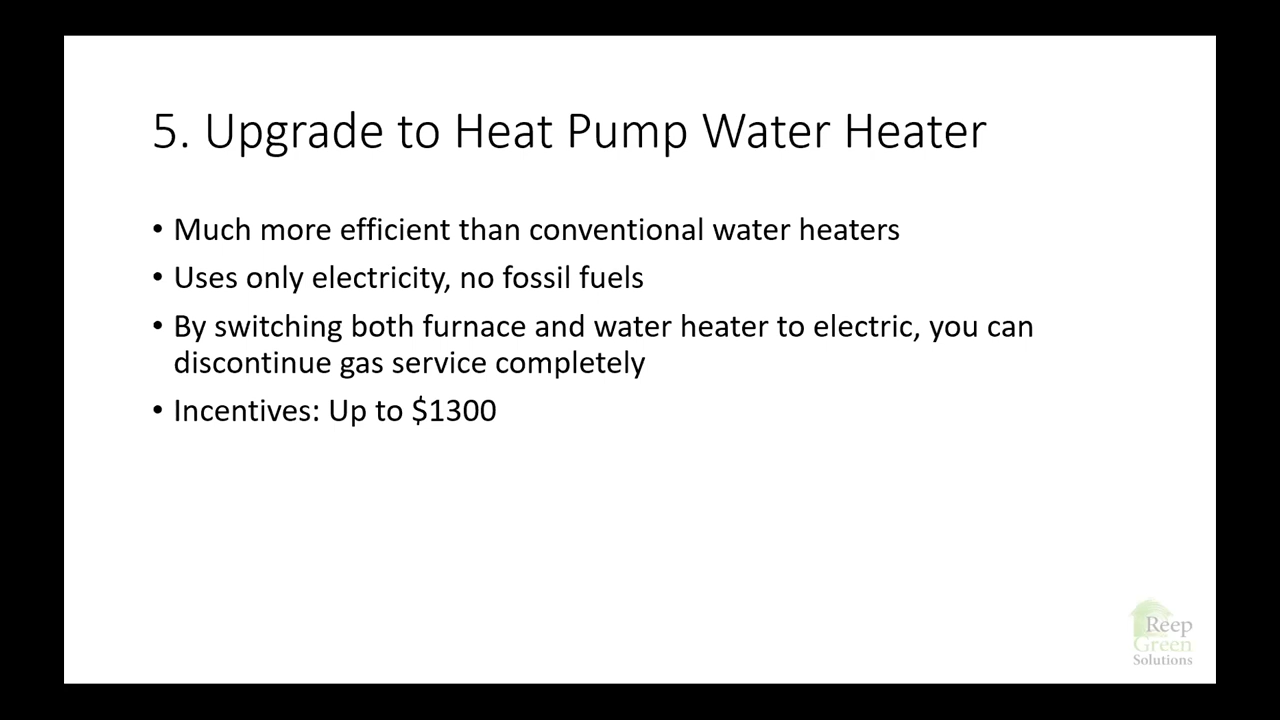 5. Upgrade to Heat Pump Water Heater
• Much more efficient than conventional water heaters
• Uses only electricity, no fossil fuels
• By switching both furnace and water heater to electric, you can
discontinue gas service completely
• Incentives: Up to $1300
Reep
Green
Solutions